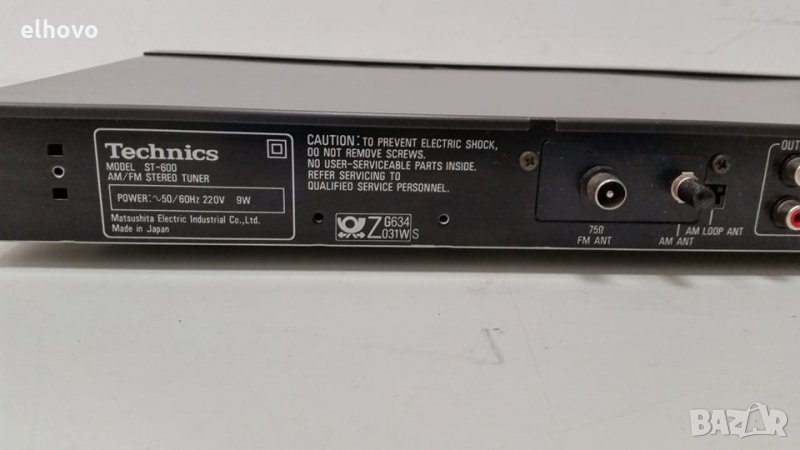 elhovo
Technics
MODEL ST-600
AM/FM STEREO TUNER
POWER: ∿50/60Hz 220V 9W
Matsushita Electric Industrial Co., Ltd.
Made in Japan
CAUTION: TO PREVENT ELECTRIC SHOCK,
DO NOT REMOVE SCREWS.
NO USER-SERVICEABLE PARTS INSIDE.
REFER SERVICING TO
QUALIFIED SERVICE PERSONNEL.
Z G634
031W S
75Ω
FM ANT
AM ANT
AM LOOP ANT
OUT
BAZAR